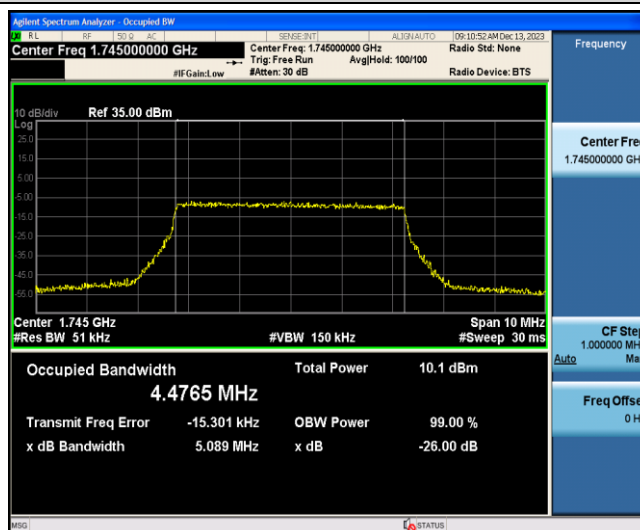 Agilent Spectrum Analyzer - Occupied BW
RL RF 50 Ω AC SENSE:INT ALIGN AUTO 09:10:52 AM Dec 13, 2023
Center Freq 1.745000000 GHz
Center Freq: 1.745000000 GHz
Radio Std: None
Trig: Free Run Avg|Hold: 100/100
#IFGain:Low #Atten: 30 dB Radio Device: BTS
10 dB/div Ref 35.00 dBm
Log
25.0
15.0
5.00
-5.00
-15.0
-25.0
-35.0
-45.0
-55.0
Center 1.745 GHz Span 10 MHz
#Res BW 51 kHz #VBW 150 kHz #Sweep 30 ms
Occupied Bandwidth Total Power 10.1 dBm
4.4765 MHz
Transmit Freq Error -15.301 kHz OBW Power 99.00 %
x dB Bandwidth 5.089 MHz x dB -26.00 dB
MSG STATUS
Frequency
Center Fre
1.745000000 GH
CF Step
1.000000 MH
Auto Ma
Freq Offse
0 H